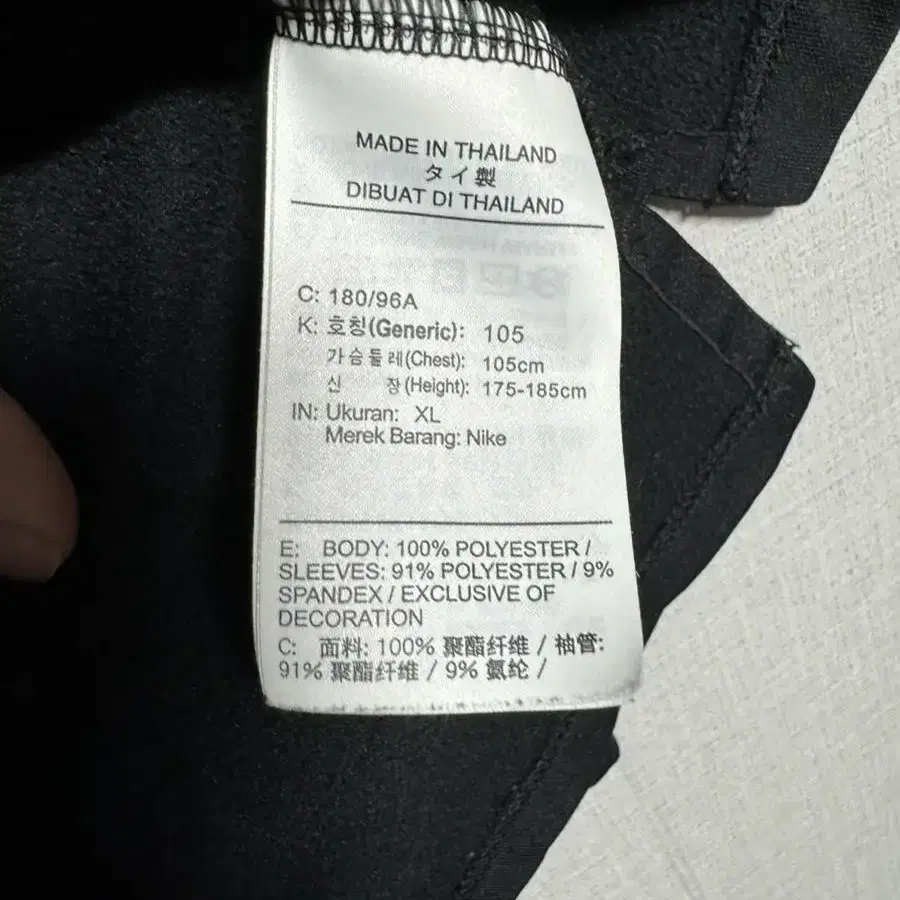 MADE IN THAILAND
タイ製
DIBUAT DI THAILAND
C: 180/96A
K: 호칭(Generic): 105
가슴둘레(Chest): 105cm
신 장(Height): 175-185cm
IN: Ukuran: XL
Merek Barang: Nike
E: BODY: 100% POLYESTER /
SLEEVES: 91% POLYESTER / 9%
SPANDEX / EXCLUSIVE OF
DECORATION
C: 面料: 100% 聚酯纤维 / 袖管:
91% 聚酯纤维 / 9% 氨纶 /